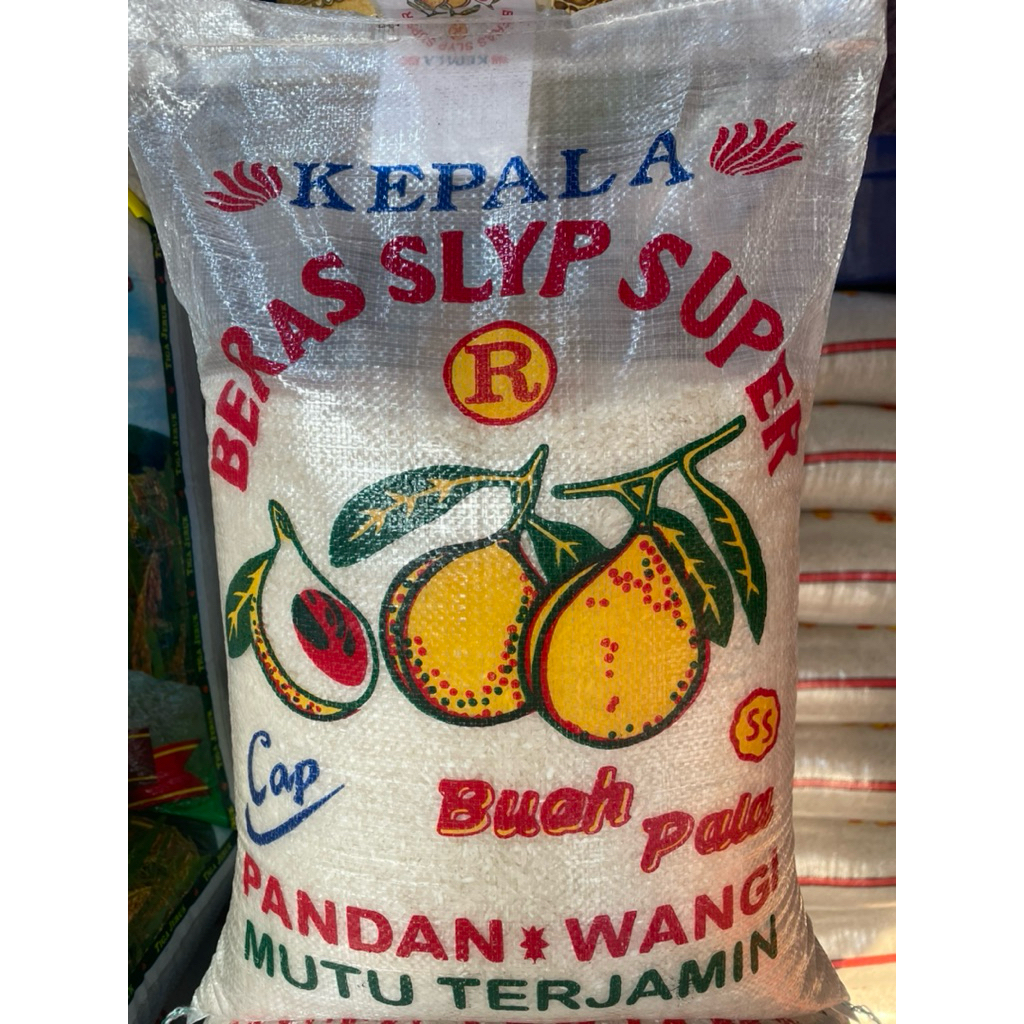 KEPALA
BERAS SLYP SUPER
R
SS
Cap
Buah Pala
PANDAN * WANGI
MUTU TERJAMIN